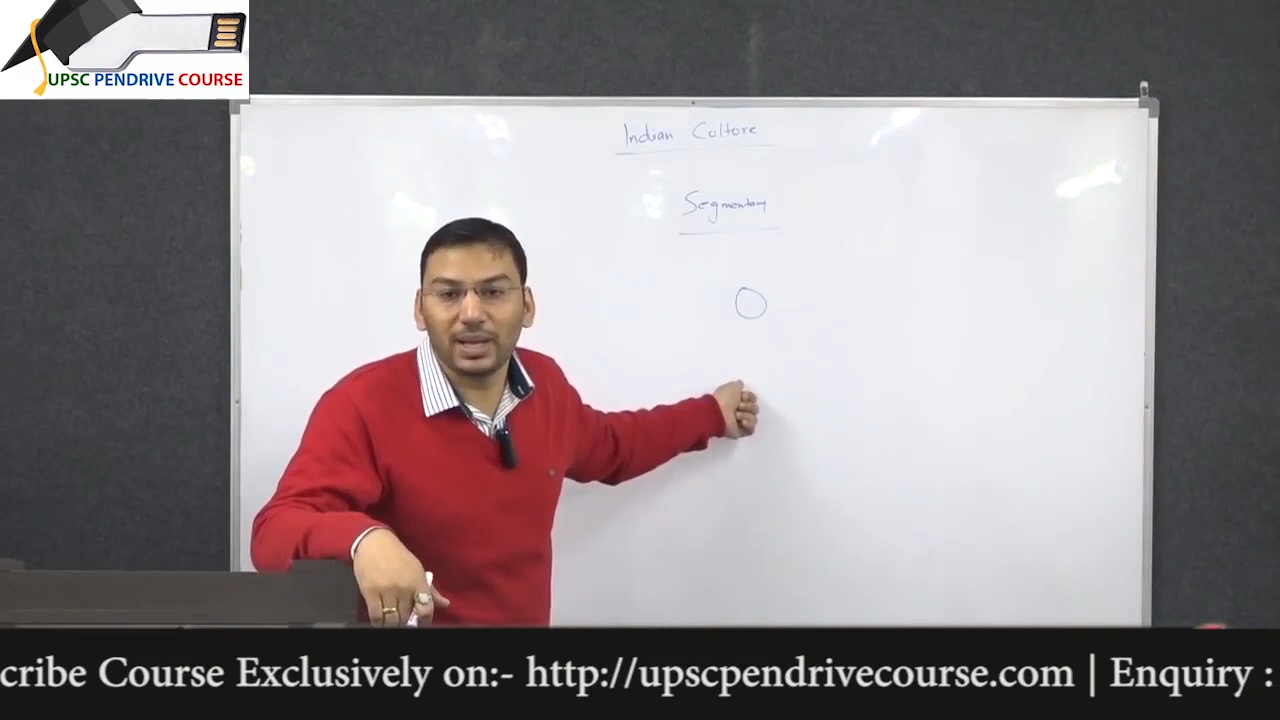 UPSC PENDRIVE COURSE
Indian Culture
Segmentary
cribe Course Exclusively on:- http://upscpendrivecourse.com | Enquiry :